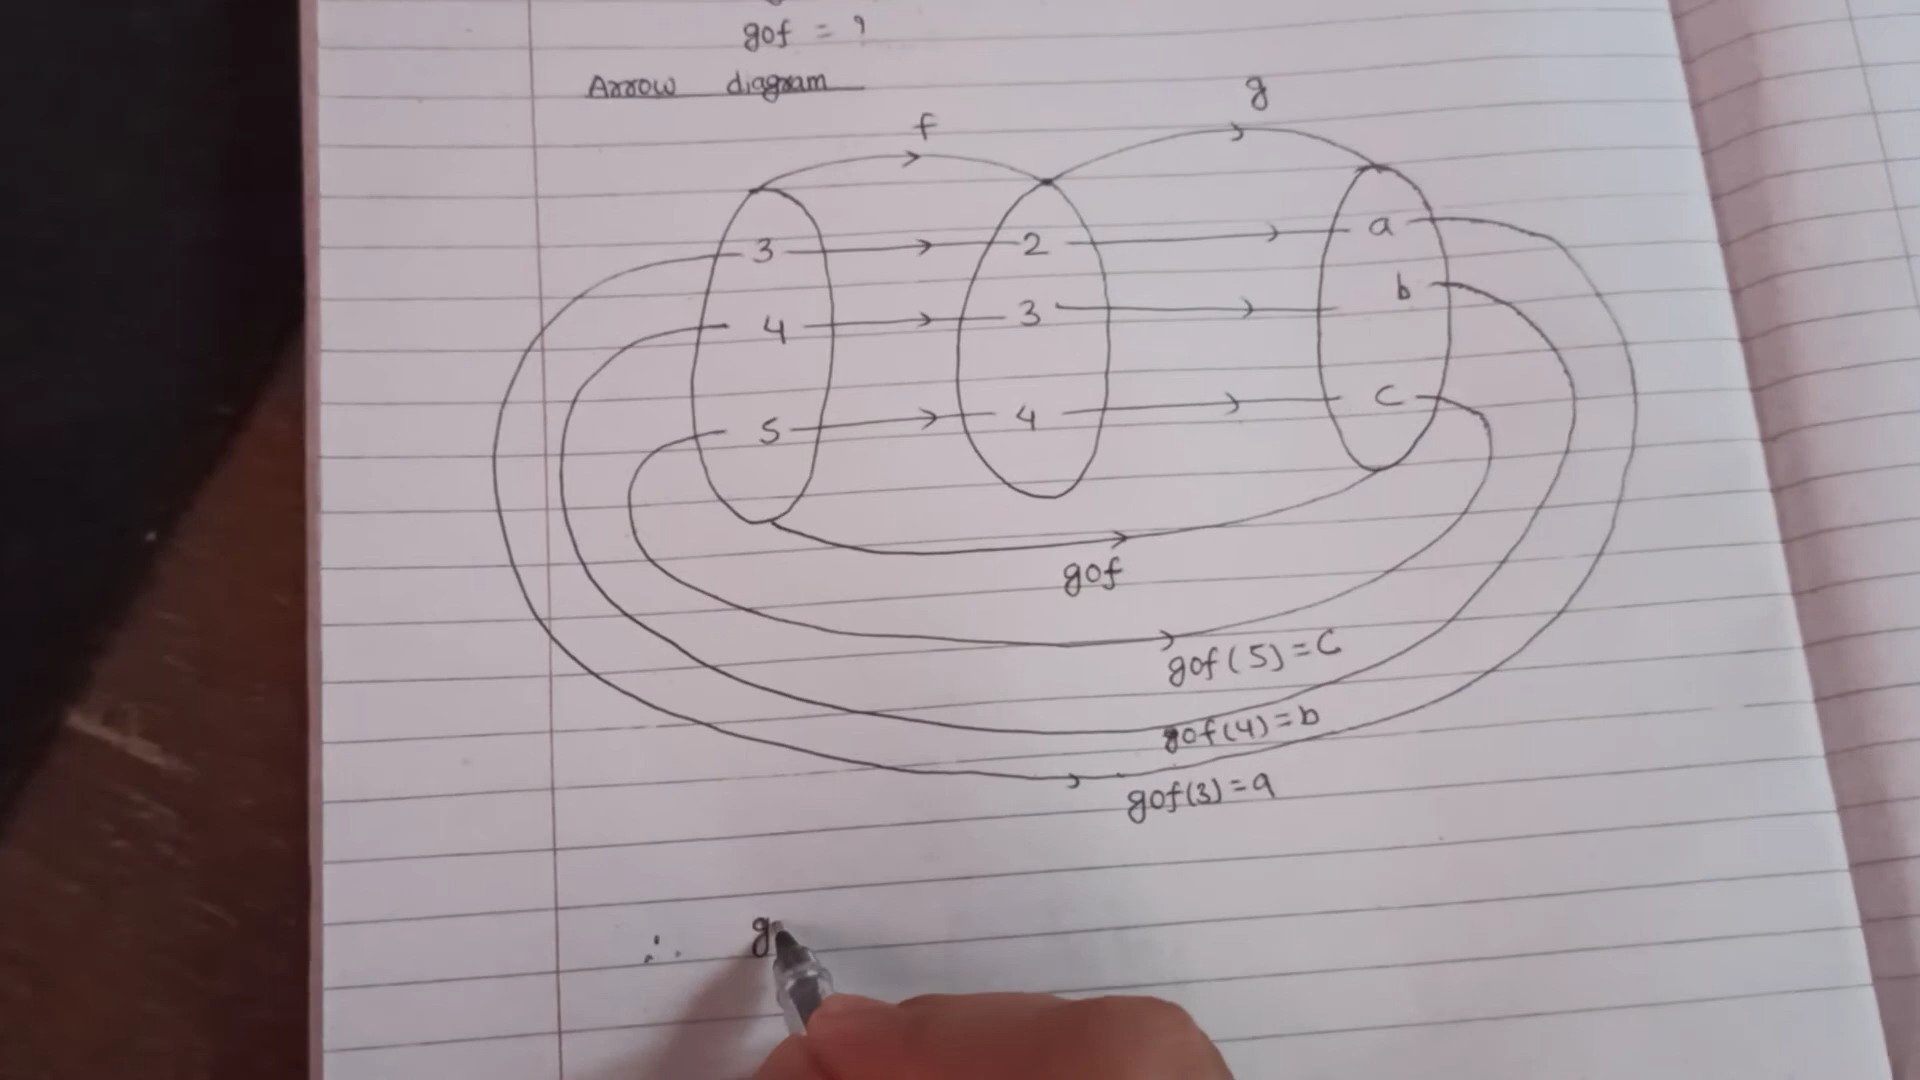 gof = ?
Arrow diagram
f g
3 2 a
4 3 b
5 4 c
gof
gof(5)=C
gof(4)=b
gof(3)=a
∴ g